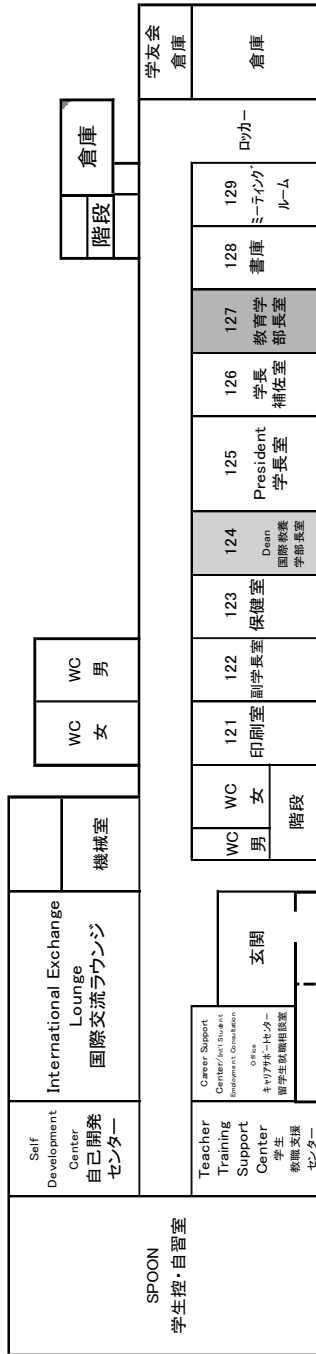 学友会
倉庫
倉庫
倉庫
階段
ロッカー
129
ミーティング
ルーム
128
書庫
127
教育学
部長室
126
学長
補佐室
125
President
学長室
124
Dean
国際教養
学部長室
123
保健室
122
副学長室
121
印刷室
WC
男
WC
女
WC
女
WC
男
階段
機械室
International Exchange
Lounge
国際交流ラウンジ
玄関
Career Support
Center/Int'l Student
Employment Consultation
Office
キャリアサポートセンター
留学生就職相談室
Self
Development
Center
自己開発
センター
Teacher
Training
Support
Center
学生
教職支援
センター
SPOON
学生控・自習室